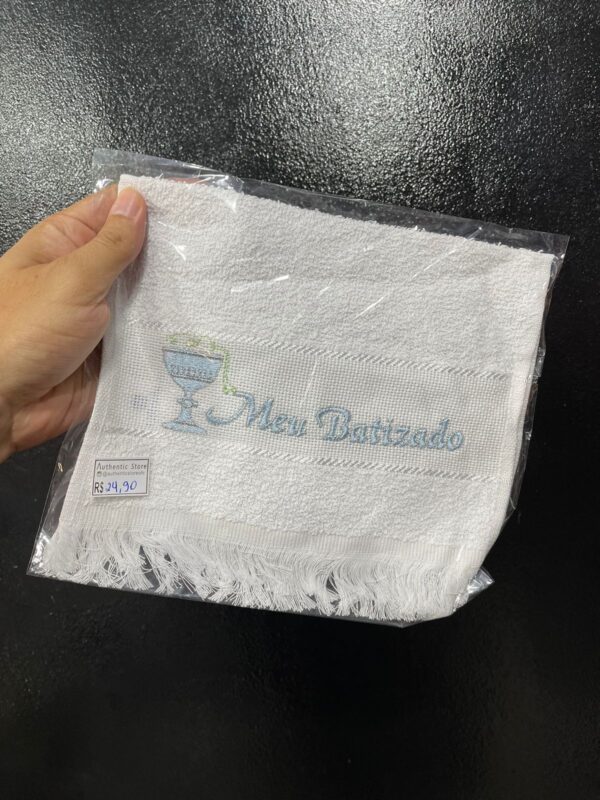 Meu Batizado
Authentic Store
R$ 24,90